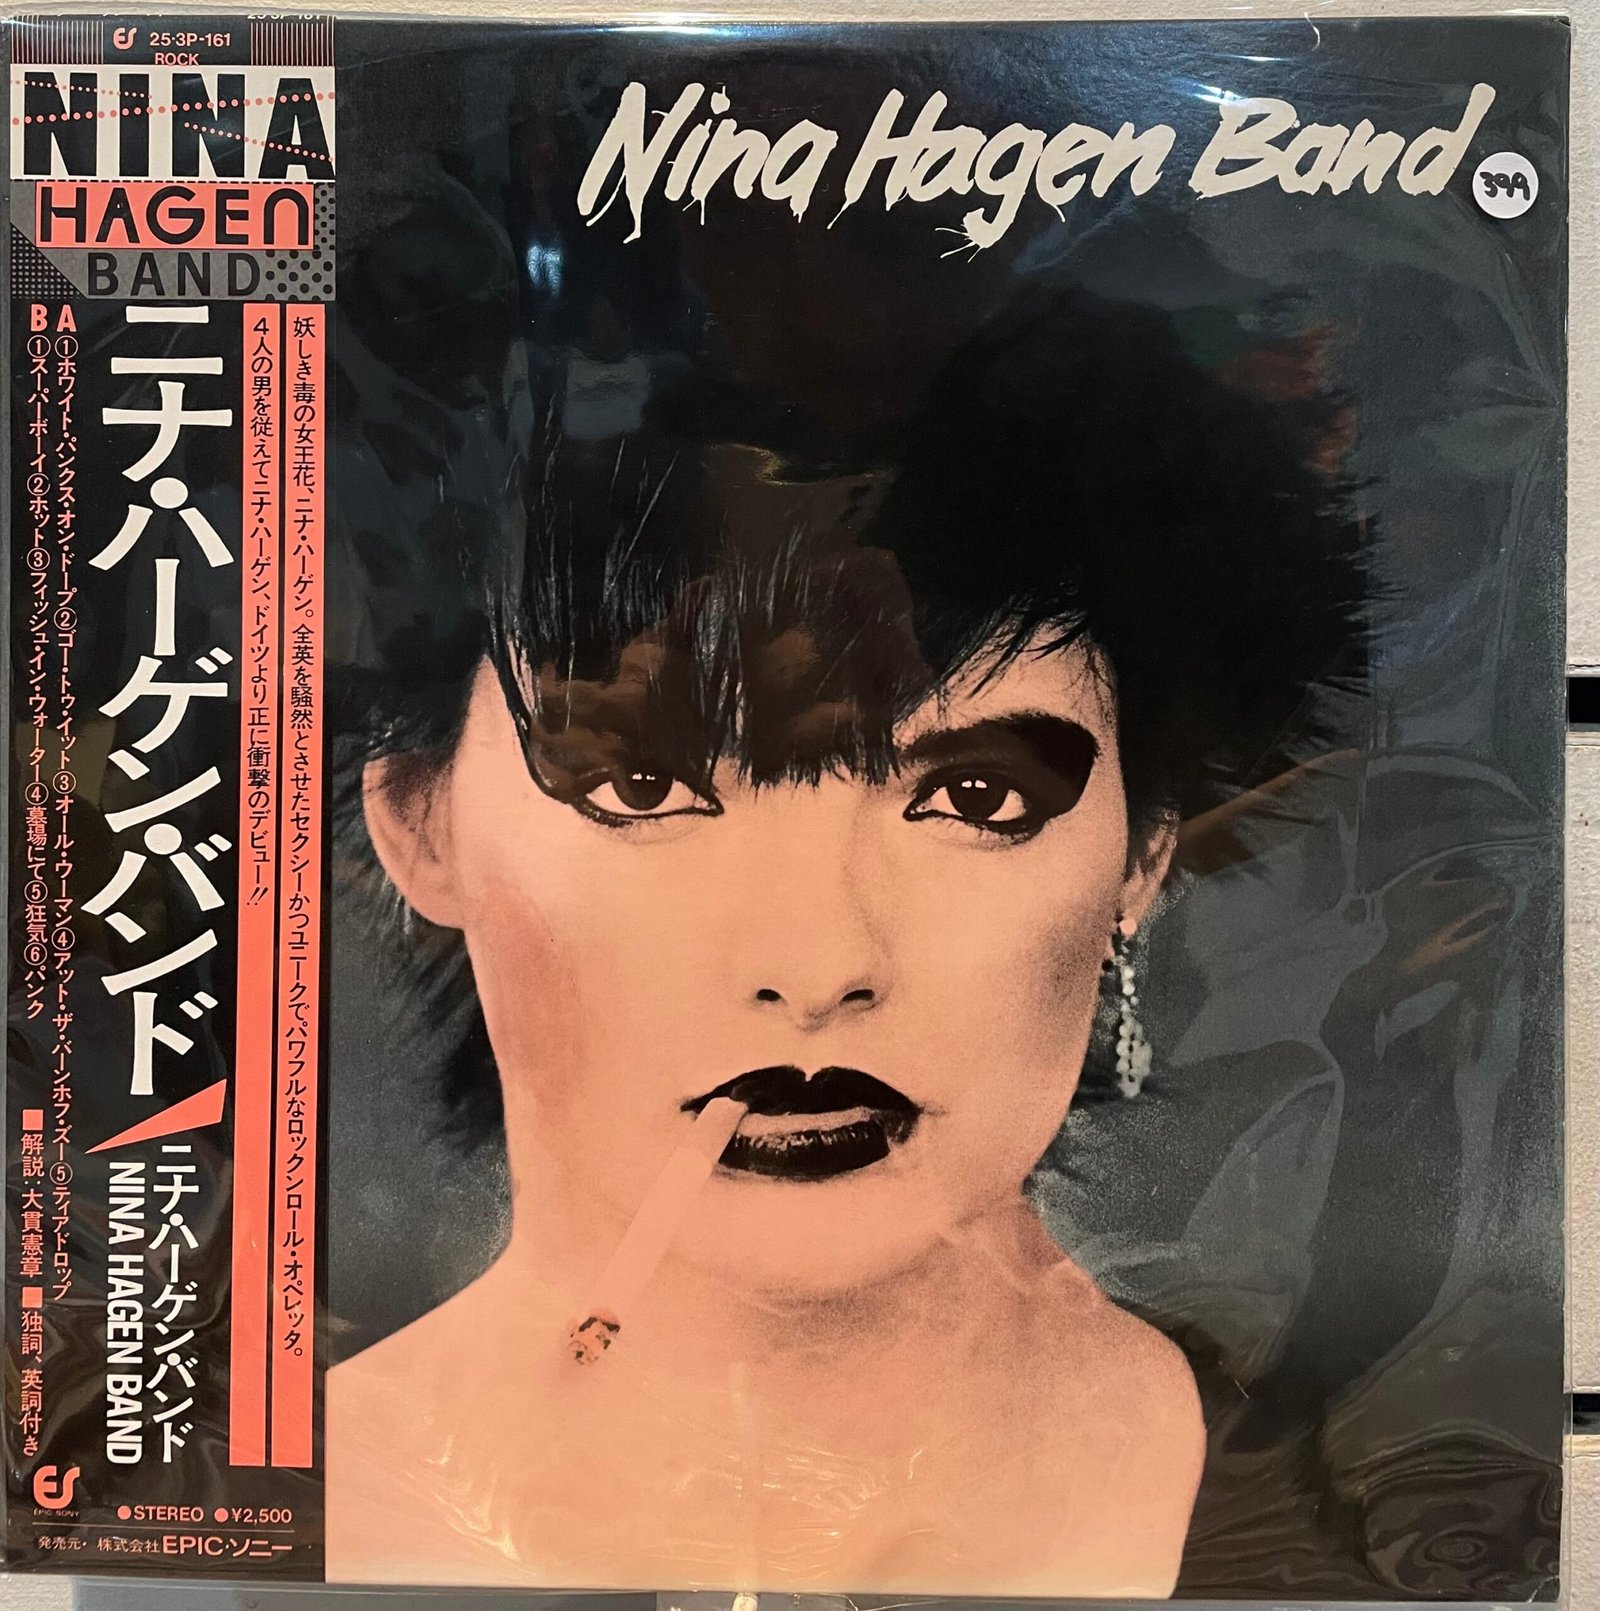 25·3P-161
ROCK
NINA
HAGEN
BAND
Nina Hagen Band
399
妖しき毒の女王花、ニナ・ハーゲン。全英を騒然とさせたセクシーかつユニークでパワフルなロックンロール・オペレッタ。
4人の男を従えてニナ・ハーゲン、ドイツより正に衝撃のデビュー!!
ニナ・ハーゲン・バンド
ニナ・ハーゲン・バンド
NINA HAGEN BAND
A ①ホワイト・パンクス・オン・ドープ②ゴー・トゥ・イット③オール・ウーマン④アット・ザ・バーンホフ・ズー⑤ティアドロップ
B ①スーパーボーイ②ホット③フィッシュ・イン・ウォーター④墓場にて⑤狂気⑥パンク
■解説:大貫憲章 ■独詞、英詞付き
ES
EPIC SONY
●STEREO ●¥2,500
発売元・株式会社EPIC・ソニー